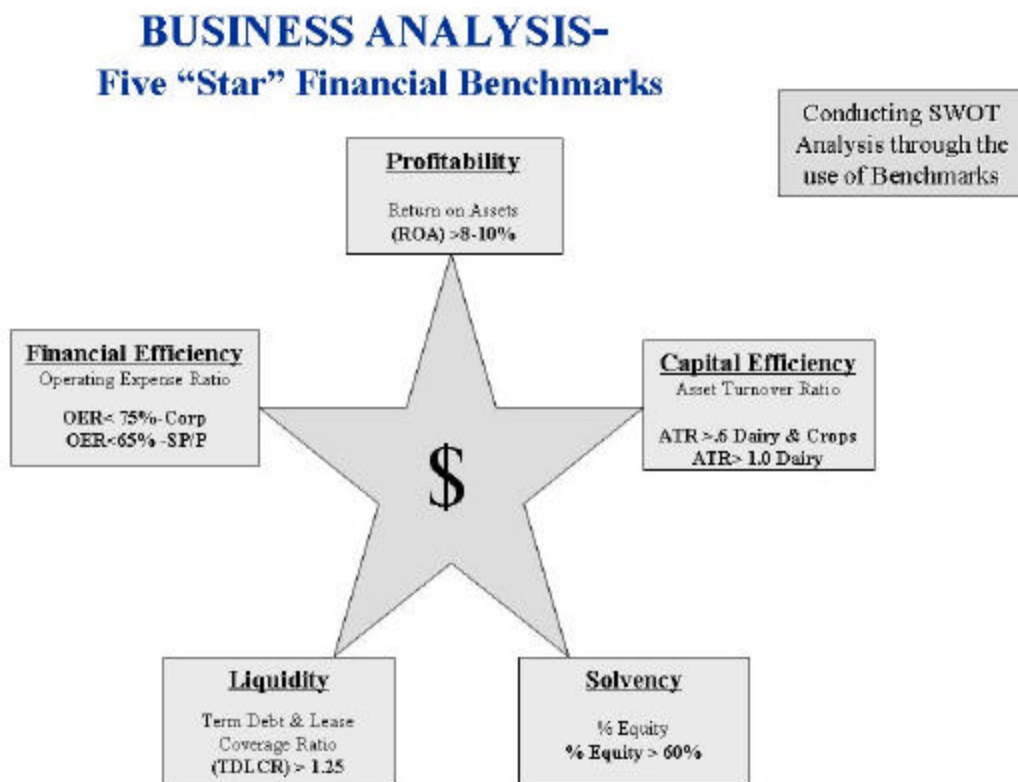 BUSINESS ANALYSIS-
Five “Star” Financial Benchmarks
Conducting SWOT
Analysis through the
use of Benchmarks
Profitability
Return on Assets
(ROA) >8-10%
Financial Efficiency
Operating Expense Ratio
OER< 75%-Corp
OER<65% -SP/P
Capital Efficiency
Asset Turnover Ratio
ATR >.6 Dairy & Crops
ATR> 1.0 Dairy
$
Liquidity
Term Debt & Lease
Coverage Ratio
(TDLCR) > 1.25
Solvency
% Equity
% Equity > 60%